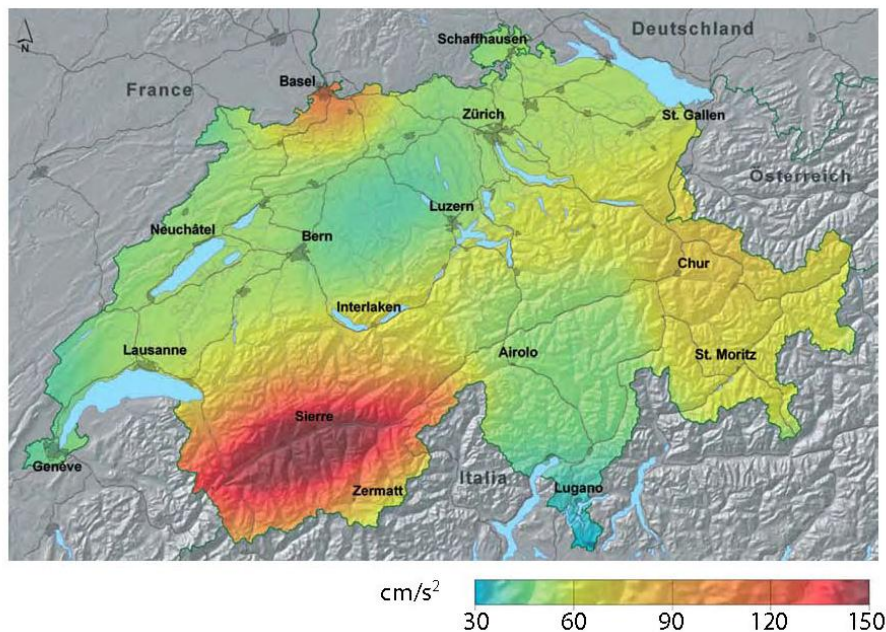 N
Schaffhausen
Deutschland
Basel
France
Zürich
St. Gallen
Österreich
Luzern
Neuchâtel
Bern
Chur
Interlaken
Lausanne
Airolo
St. Moritz
Sierre
Genève
Zermatt
Italia
Lugano
cm/s²
30 60 90 120 150